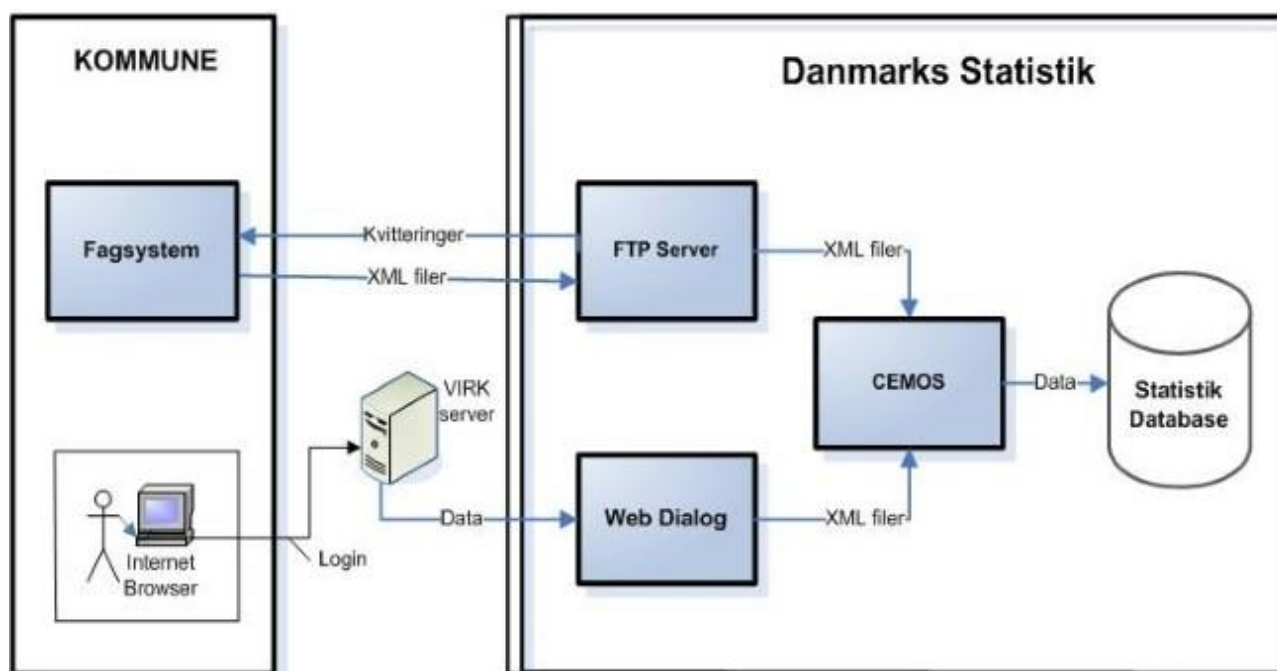 KOMMUNE
Danmarks Statistik
Fagsystem
Kvitteringer
XML filer
FTP Server
XML filer
CEMOS
Data
Statistik
Database
VIRK
server
Internet
Browser
Login
Data
Web Dialog
XML filer